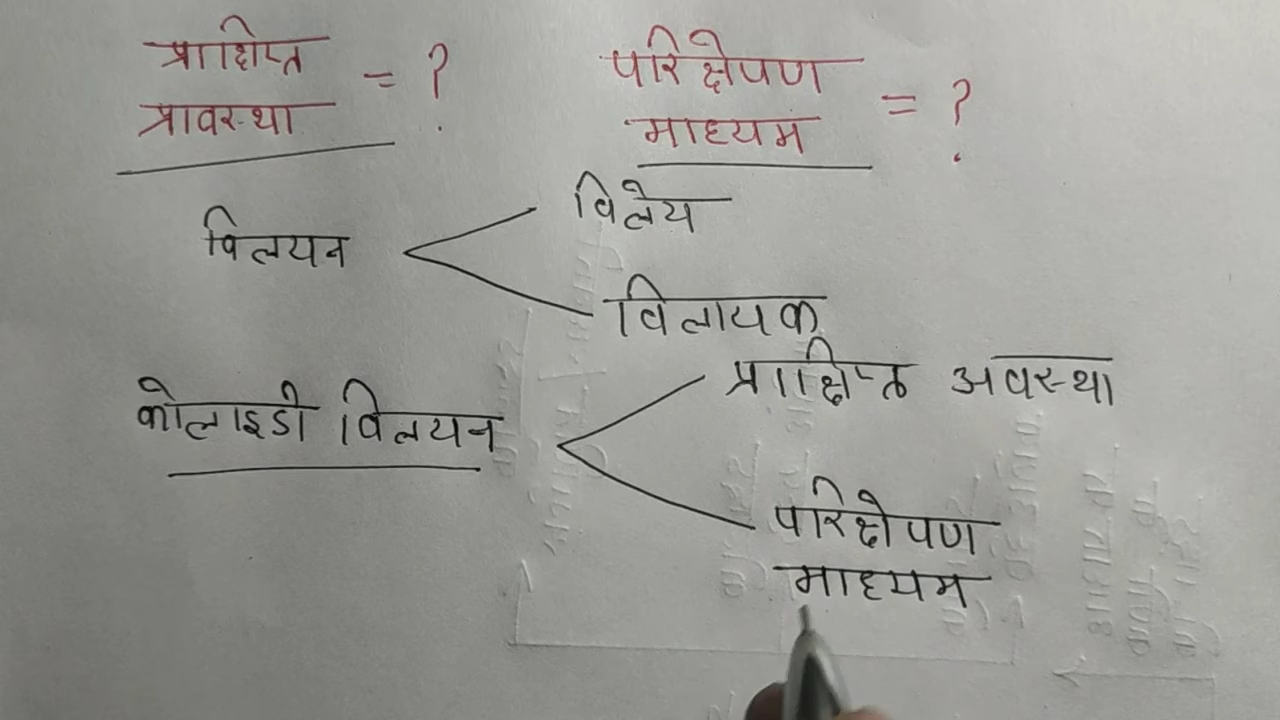 प्राक्षिप्त
प्रावस्था = ?
परिक्षेपण
माध्यम = ?
विलयन
विलेय
विलायक
कोलाइडी विलयन
प्राक्षिप्त अवस्था
परिक्षेपण
माध्यम